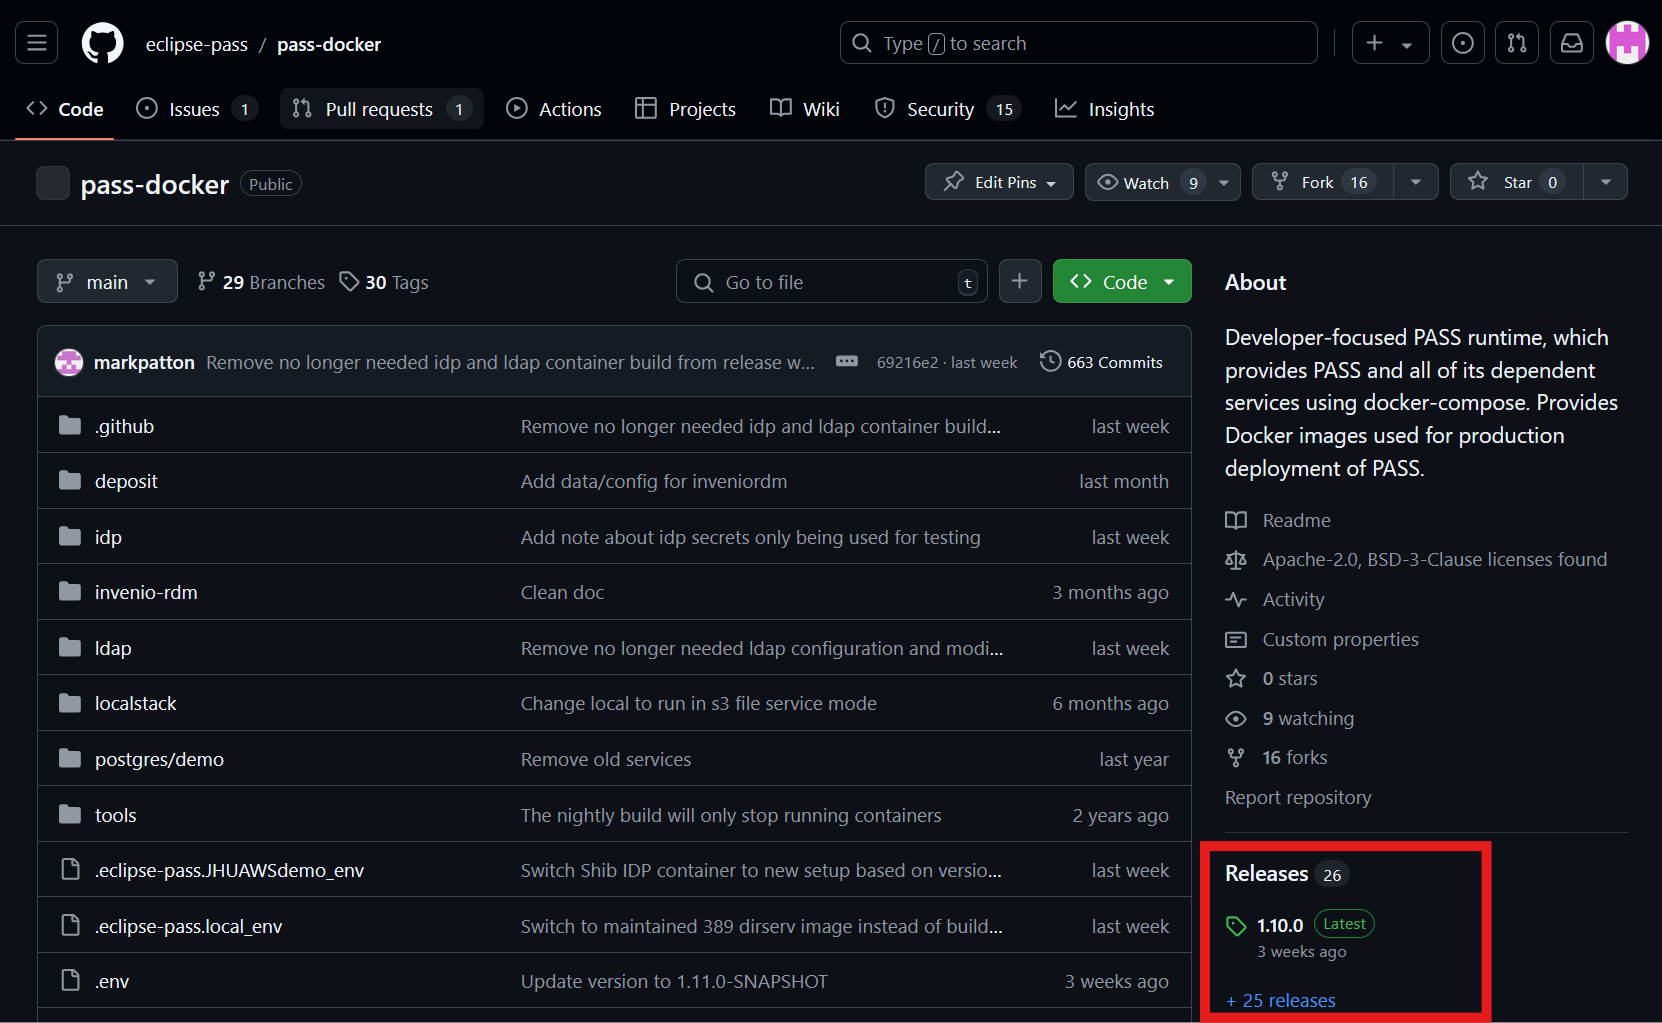 eclipse-pass / pass-docker
Type / to search
Code
Issues 1
Pull requests 1
Actions
Projects
Wiki
Security 15
Insights
pass-docker Public
Edit Pins
Watch 9
Fork 16
Star 0
main
29 Branches
30 Tags
Go to file t
Code
markpatton Remove no longer needed idp and ldap container build from release w... 69216e2 · last week 663 Commits
.github Remove no longer needed idp and ldap container build... last week
deposit Add data/config for inveniordm last month
idp Add note about idp secrets only being used for testing last week
invenio-rdm Clean doc 3 months ago
ldap Remove no longer needed ldap configuration and modi... last week
localstack Change local to run in s3 file service mode 6 months ago
postgres/demo Remove old services last year
tools The nightly build will only stop running containers 2 years ago
.eclipse-pass.JHUAWSdemo_env Switch Shib IDP container to new setup based on versio... last week
.eclipse-pass.local_env Switch to maintained 389 dirserv image instead of build... last week
.env Update version to 1.11.0-SNAPSHOT 3 weeks ago
About
Developer-focused PASS runtime, which
provides PASS and all of its dependent
services using docker-compose. Provides
Docker images used for production
deployment of PASS.
Readme
Apache-2.0, BSD-3-Clause licenses found
Activity
Custom properties
0 stars
9 watching
16 forks
Report repository
Releases 26
1.10.0 Latest
3 weeks ago
+ 25 releases